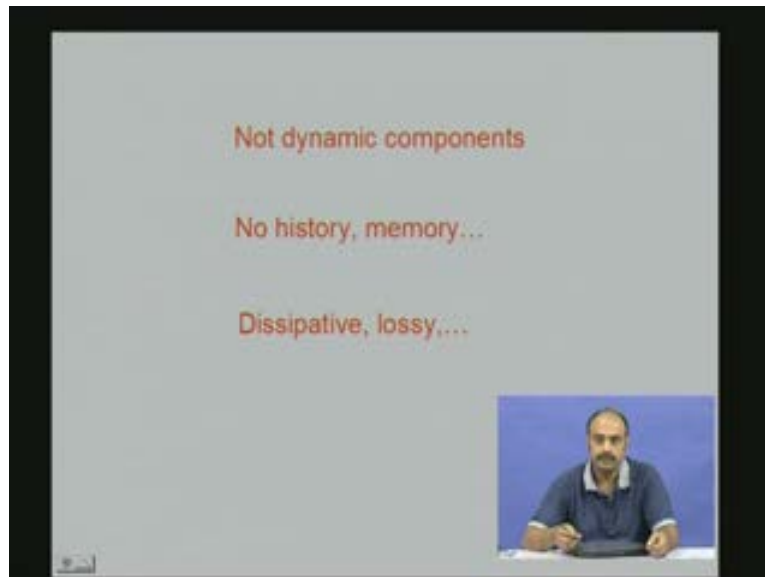 Not dynamic components
No history, memory...
Dissipative, lossy,...